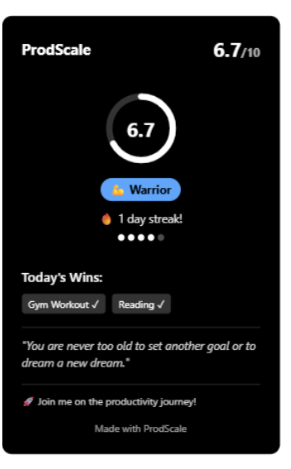 ProdScale 6.7/10
6.7
💪 Warrior
🔥 1 day streak!
Today's Wins:
Gym Workout ✓ Reading ✓
"You are never too old to set another goal or to
dream a new dream."
🚀 Join me on the productivity journey!
Made with ProdScale